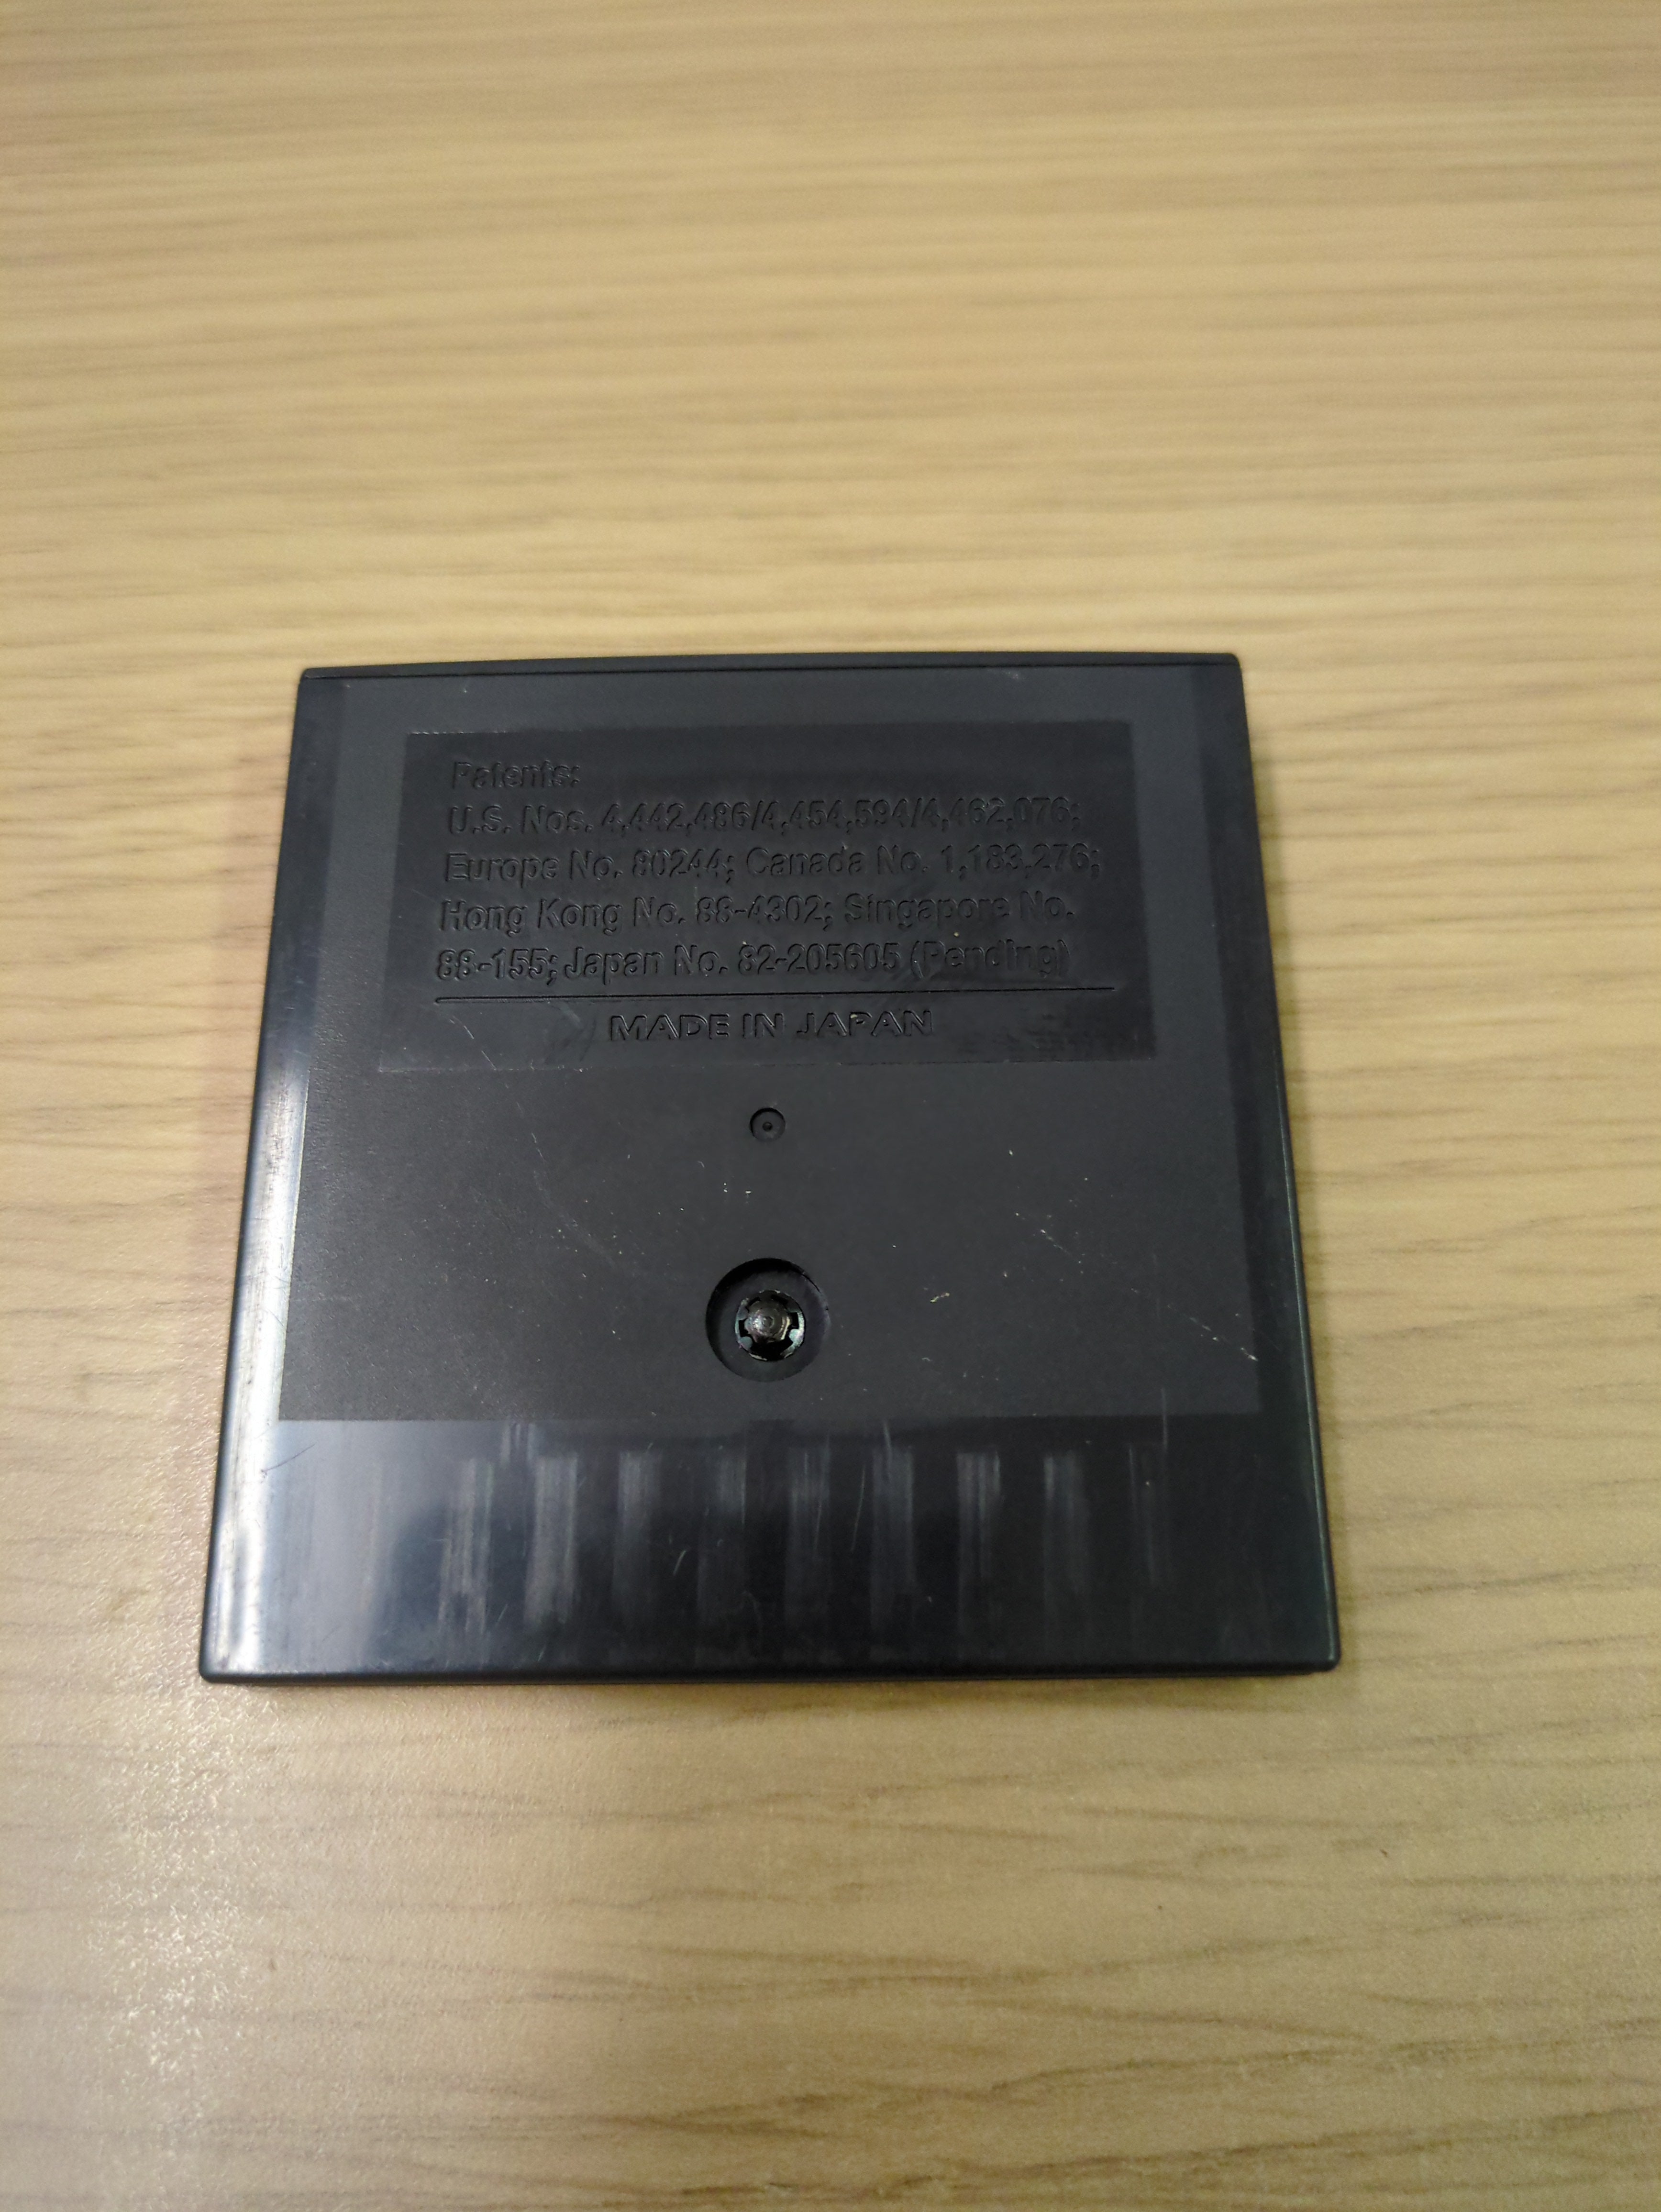 Patents:
U.S. Nos. 4,442,486/4,454,594/4,462,076;
Europe No. 80244; Canada No. 1,183,276;
Hong Kong No. 88-4302; Singapore No.
88-155; Japan No. 82-205605 (Pending)
MADE IN JAPAN